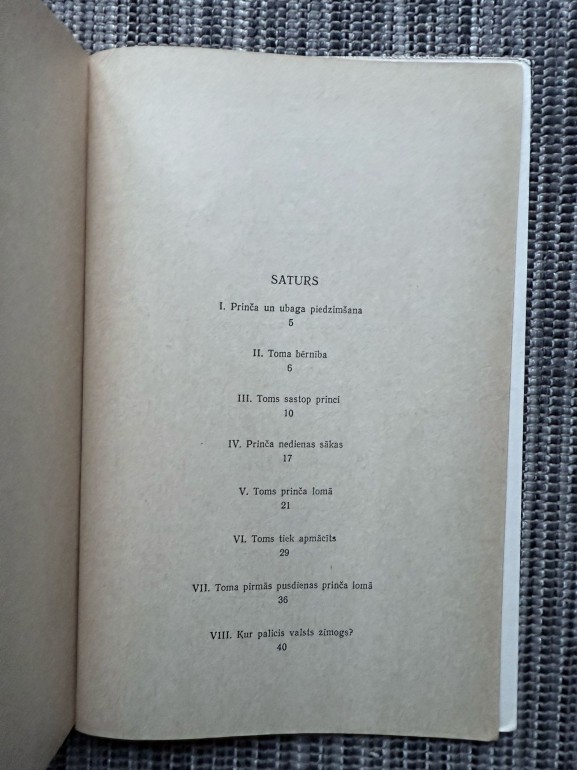 SATURS
I. Prinča un ubaga piedzimšana
5
II. Toma bērnība
6
III. Toms sastop princi
10
IV. Prinča nedienas sākas
17
V. Toms prinča lomā
21
VI. Toms tiek apmācīts
29
VII. Toma pirmās pusdienas prinča lomā
36
VIII. Kur palicis valsts zīmogs?
40